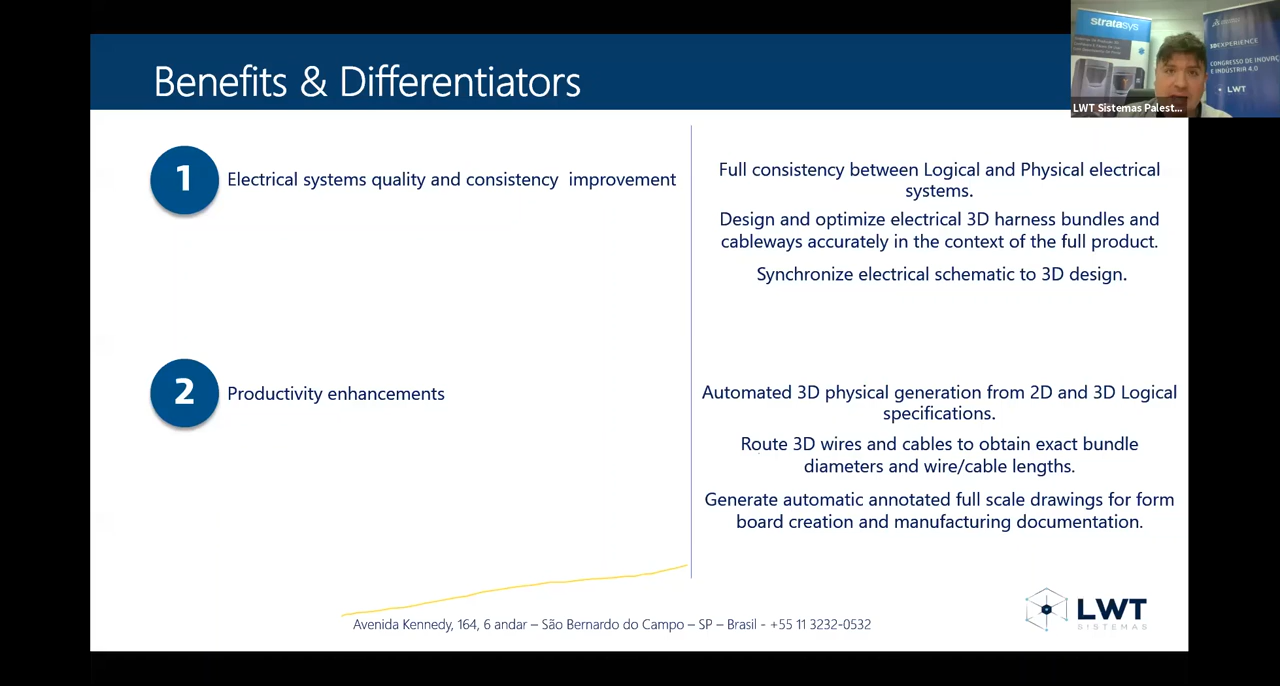 Benefits & Differentiators
stratasys
3DEXPERIENCE
CONGRESSO DE INOVAÇ
E INDÚSTRIA 4.0
LWT
LWT Sistemas Palest...
1
Electrical systems quality and consistency improvement
Full consistency between Logical and Physical electrical
systems.
Design and optimize electrical 3D harness bundles and
cableways accurately in the context of the full product.
Synchronize electrical schematic to 3D design.
2
Productivity enhancements
Automated 3D physical generation from 2D and 3D Logical
specifications.
Route 3D wires and cables to obtain exact bundle
diameters and wire/cable lengths.
Generate automatic annotated full scale drawings for form
board creation and manufacturing documentation.
Avenida Kennedy, 164, 6 andar – São Bernardo do Campo – SP – Brasil - +55 11 3232-0532
LWT
SISTEMAS